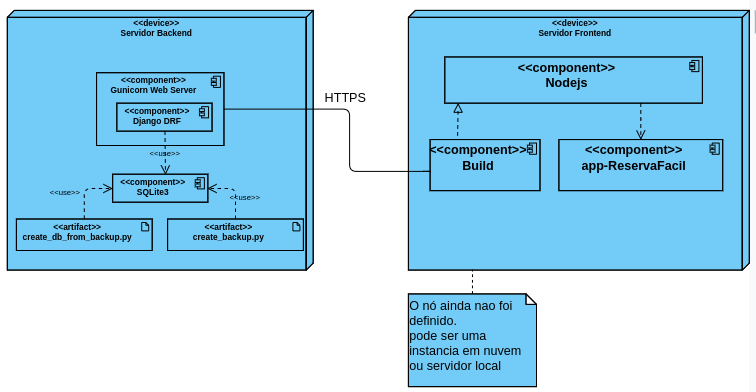 <<device>>
Servidor Backend
<<component>>
Gunicorn Web Server
<<component>>
Django DRF
<<use>>
<<component>>
SQLite3
<<use>>
<<use>>
<<artifact>>
create_db_from_backup.py
<<artifact>>
create_backup.py
HTTPS
<<device>>
Servidor Frontend
<<component>>
Nodejs
<<component>>
Build
<<component>>
app-ReservaFacil
O nó ainda nao foi
definido.
pode ser uma
instancia em nuvem
ou servidor local